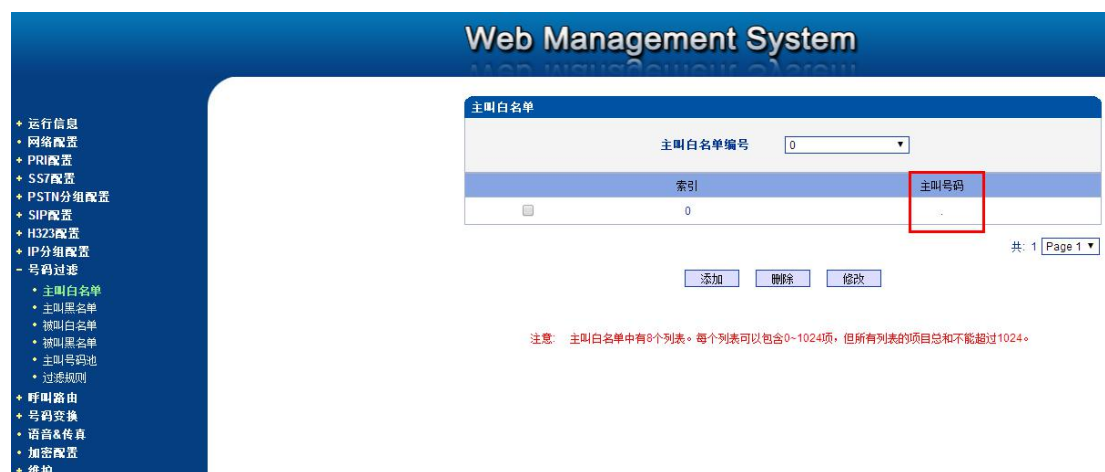 Web Management System
主叫白名单
主叫白名单编号 0
索引 主叫号码
0 .
共: 1 Page 1
添加 删除 修改
注意: 主叫白名单中有8个列表。每个列表可以包含0~1024项，但所有列表的项目总和不能超过1024。
+ 运行信息
• 网络配置
+ PRI配置
+ SS7配置
+ PSTN分组配置
+ SIP配置
+ H323配置
+ IP分组配置
- 号码过滤
• 主叫白名单
• 主叫黑名单
• 被叫白名单
• 被叫黑名单
• 主叫号码池
• 过滤规则
+ 呼叫路由
+ 号码变换
• 语音&传真
• 加密配置
+ 维护